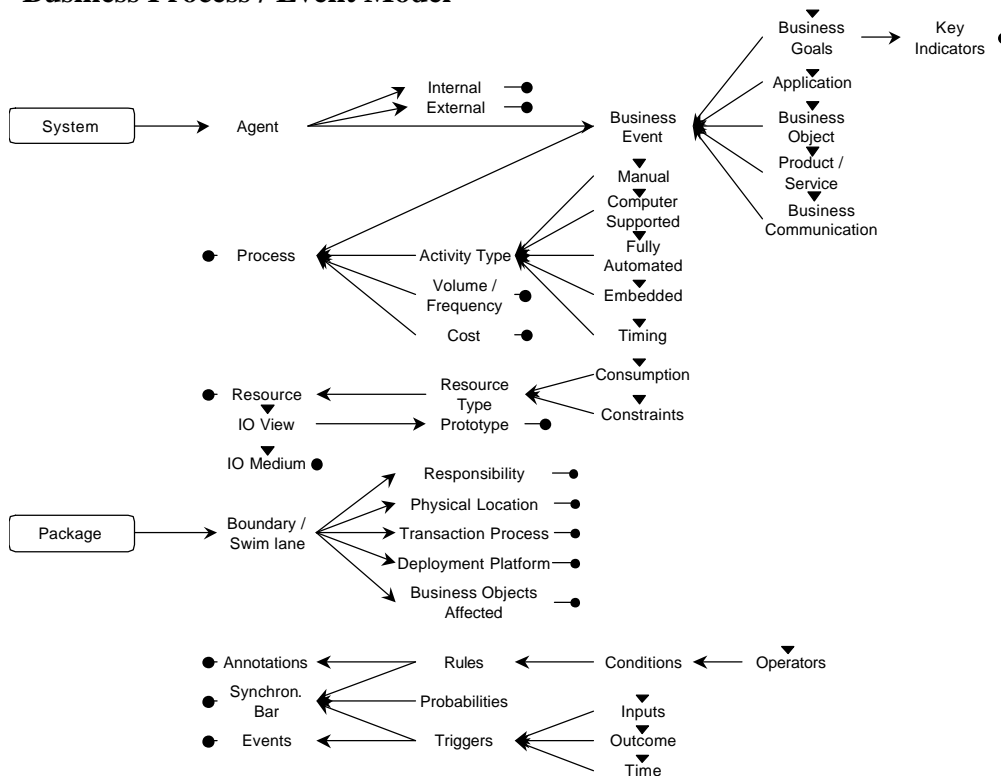 Business Process / Event Model
Business
Goals
Key
Indicators
Internal
External
Application
System
Agent
Business
Event
Business
Object
Product /
Service
Manual
Computer
Supported
Business
Communication
Process
Activity Type
Fully
Automated
Volume /
Frequency
Embedded
Cost
Timing
Consumption
Resource
Resource
Type
Constraints
IO View
Prototype
IO Medium
Responsibility
Physical Location
Package
Boundary /
Swim lane
Transaction Process
Deployment Platform
Business Objects
Affected
Annotations
Rules
Conditions
Operators
Synchron.
Bar
Probabilities
Inputs
Events
Triggers
Outcome
Time